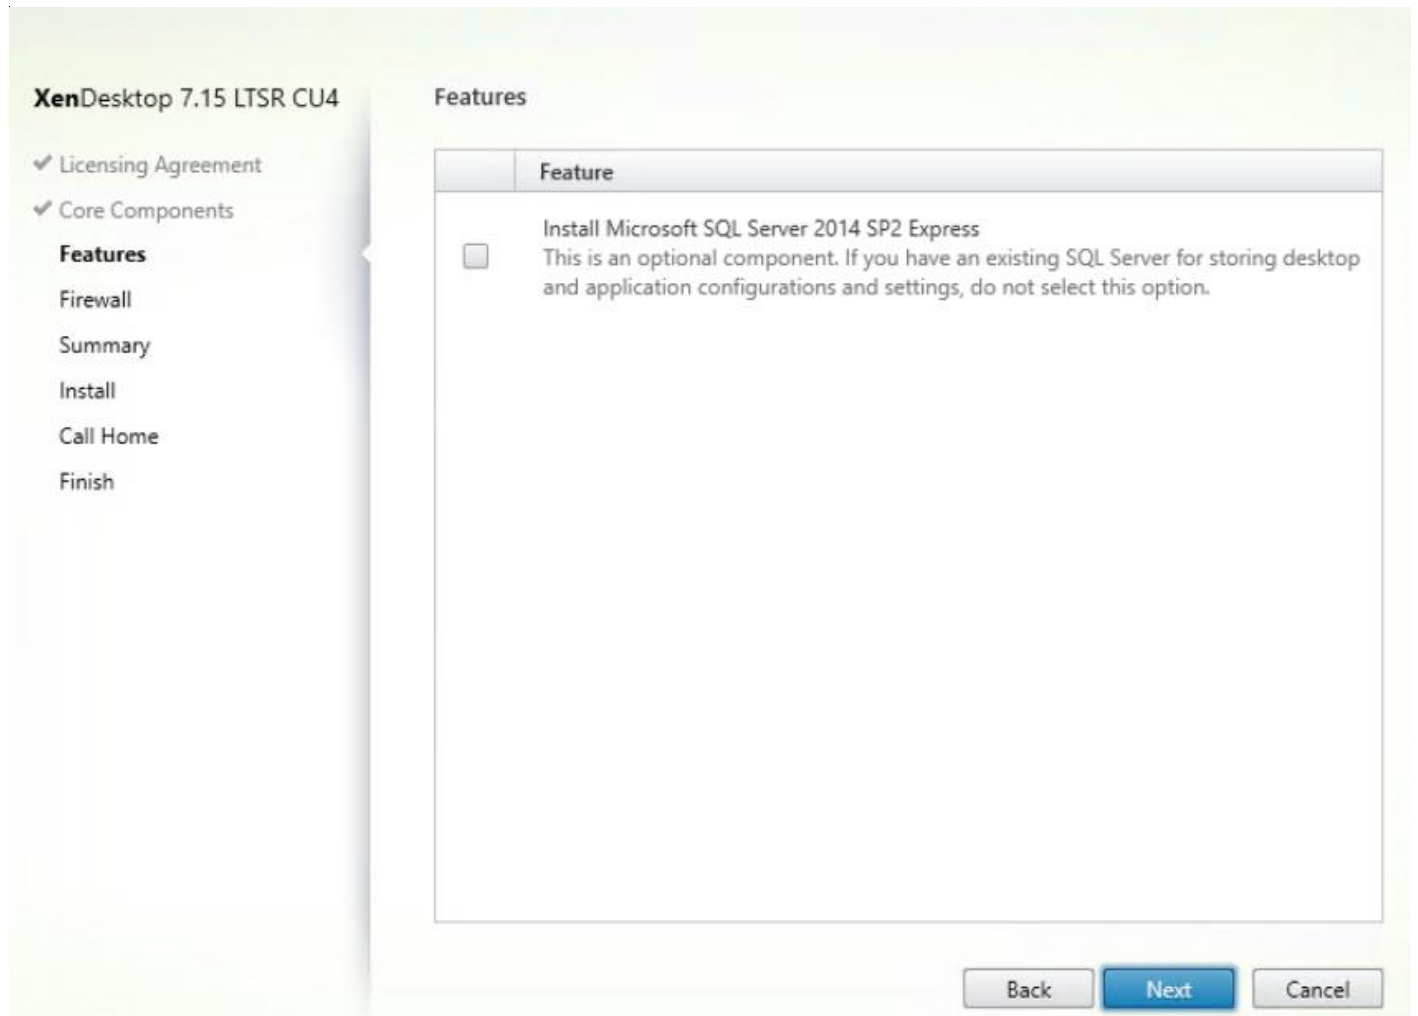 XenDesktop 7.15 LTSR CU4
Licensing Agreement
Core Components
Features
Firewall
Summary
Install
Call Home
Finish
Features
Feature
Install Microsoft SQL Server 2014 SP2 Express
This is an optional component. If you have an existing SQL Server for storing desktop
and application configurations and settings, do not select this option.
Back
Next
Cancel